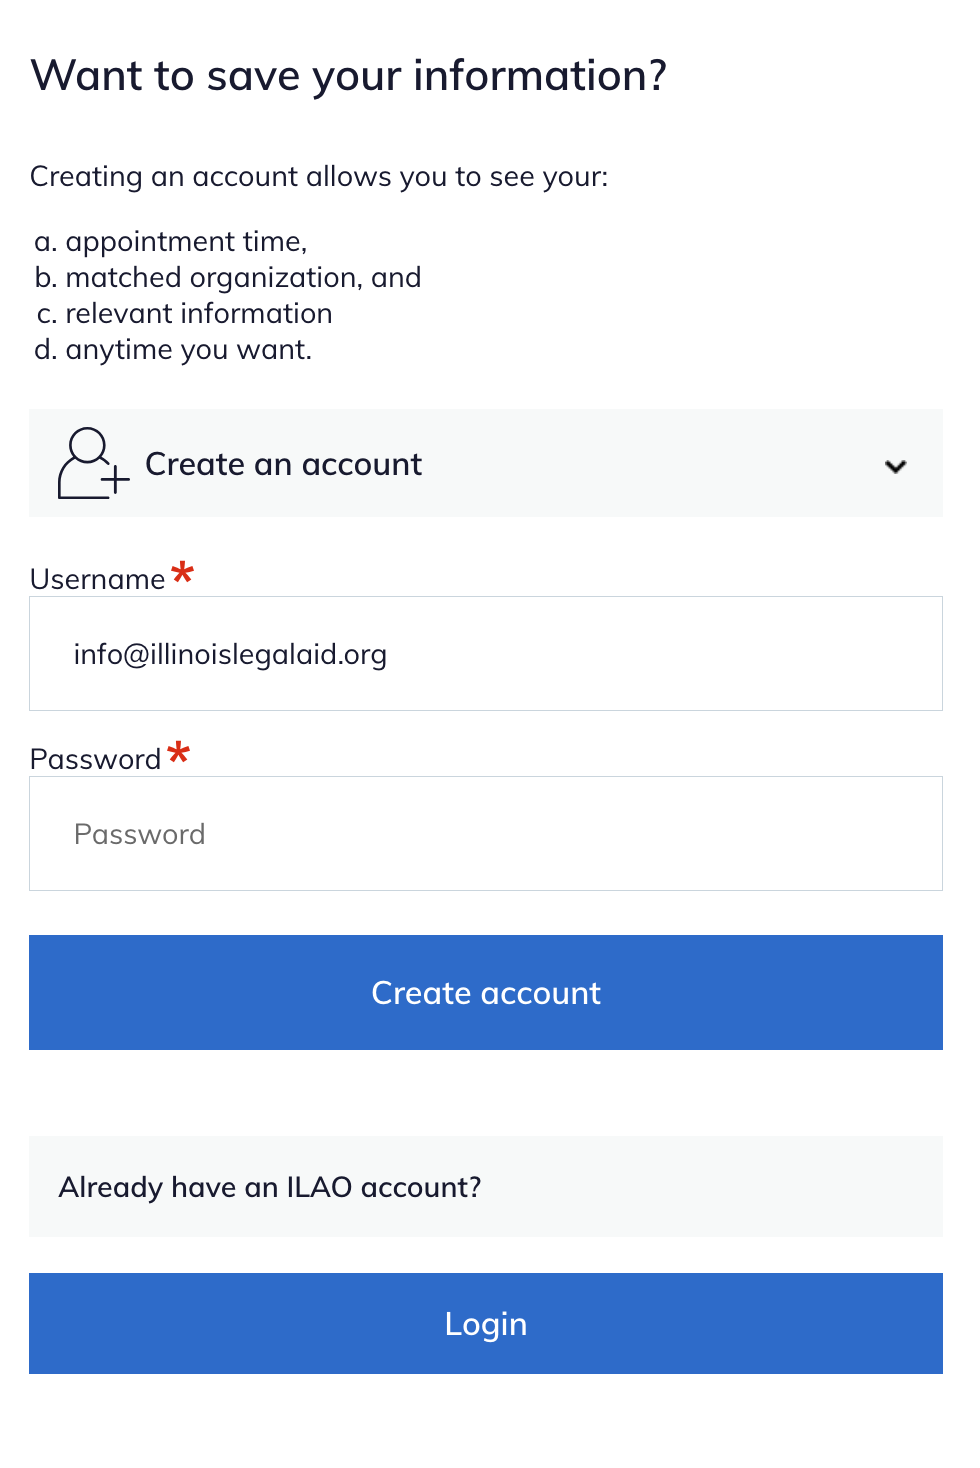 Want to save your information?
Creating an account allows you to see your:
a. appointment time,
b. matched organization, and
c. relevant information
d. anytime you want.
Create an account
Username *
info@illinoislegalaid.org
Password *
Password
Create account
Already have an ILAO account?
Login